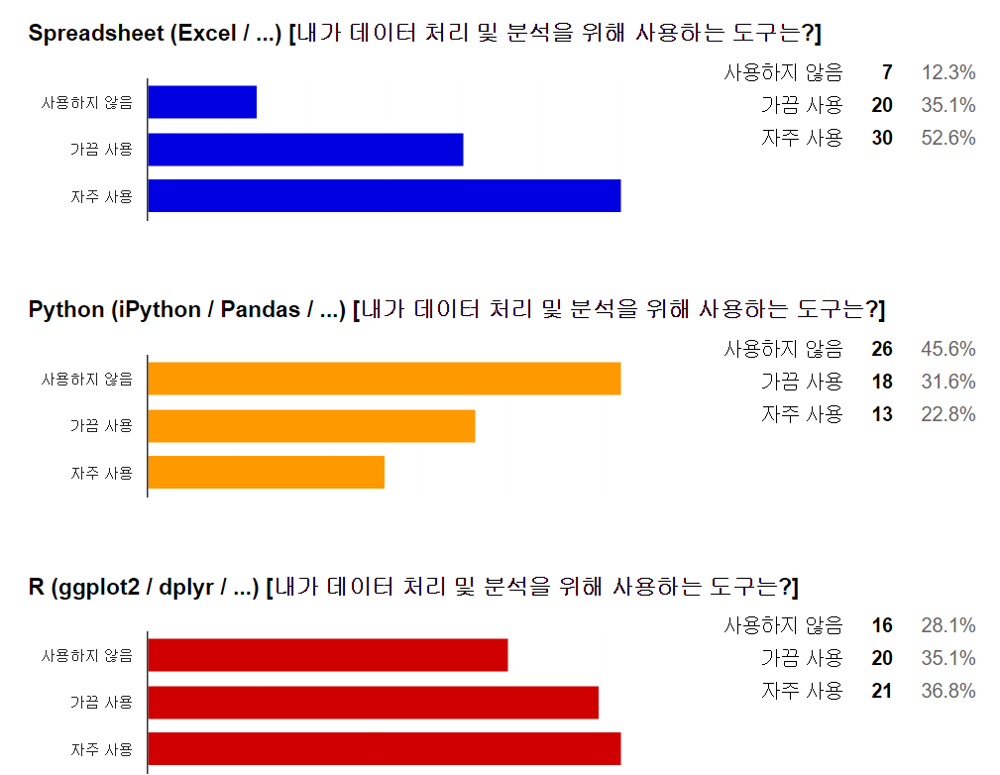 Spreadsheet (Excel / ...) [내가 데이터 처리 및 분석을 위해 사용하는 도구는?]
사용하지 않음 7 12.3%
가끔 사용 20 35.1%
자주 사용 30 52.6%
사용하지 않음
가끔 사용
자주 사용
Python (iPython / Pandas / ...) [내가 데이터 처리 및 분석을 위해 사용하는 도구는?]
사용하지 않음 26 45.6%
가끔 사용 18 31.6%
자주 사용 13 22.8%
사용하지 않음
가끔 사용
자주 사용
R (ggplot2 / dplyr / ...) [내가 데이터 처리 및 분석을 위해 사용하는 도구는?]
사용하지 않음 16 28.1%
가끔 사용 20 35.1%
자주 사용 21 36.8%
사용하지 않음
가끔 사용
자주 사용